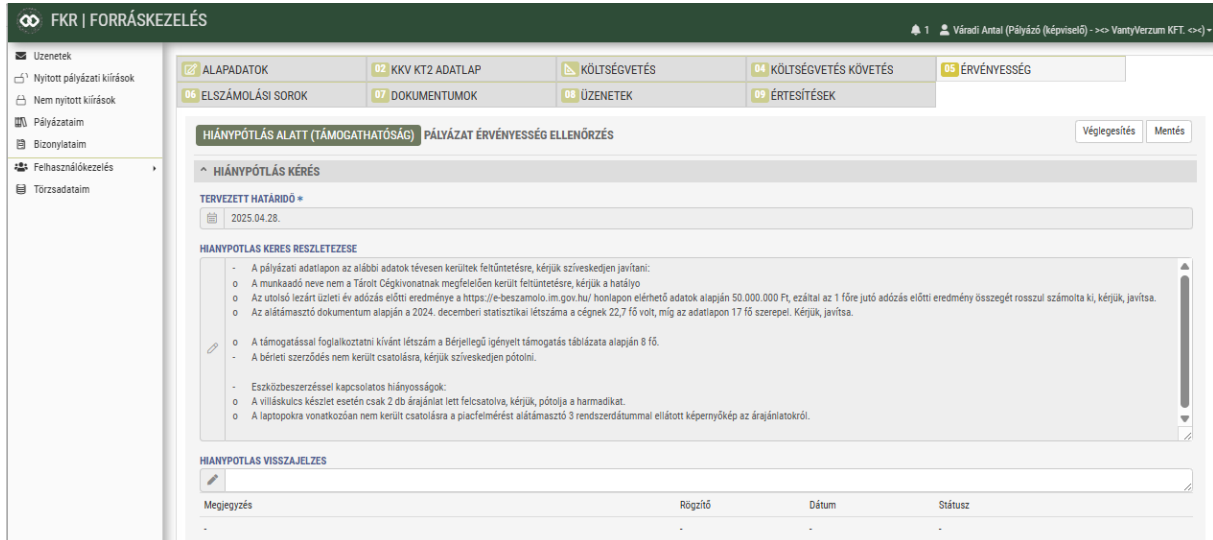 FKR | FORRÁSKEZELÉS
1 Váradi Antal (Pályázó (képviselő) - ><> VantyVerzum KFT. <><)
Üzenetek
Nyitott pályázati kiírások
Nem nyitott kiírások
Pályázataim
Bizonylataim
Felhasználókezelés
Törzsadataim
ALAPADATOK
02 KKV KT2 ADATLAP
KÖLTSÉGVETÉS
04 KÖLTSÉGVETÉS KÖVETÉS
05 ÉRVÉNYESSÉG
06 ELSZÁMOLÁSI SOROK
07 DOKUMENTUMOK
08 ÜZENETEK
09 ÉRTESÍTÉSEK
HIÁNYPÓTLÁS ALATT (TÁMOGATHATÓSÁG) PÁLYÁZAT ÉRVÉNYESSÉG ELLENŐRZÉS
Véglegesítés
Mentés
^ HIÁNYPÓTLÁS KÉRÉS
TERVEZETT HATÁRIDŐ *
2025.04.28.
HIANYPOTLAS KERES RESZLETEZESE
- A pályázati adatlapon az alábbi adatok tévesen kerültek feltűntetésre, kérjük szíveskedjen javítani:
o A munkaadó neve nem a Tárolt Cégkivonatnak megfelelően került feltüntetésre, kérjük a hatályo
o Az utolsó lezárt üzleti év adózás előtti eredménye a https://e-beszamolo.im.gov.hu/ honlapon elérhető adatok alapján 50.000.000 Ft, ezáltal az 1 főre jutó adózás előtti eredmény összegét rosszul számolta ki, kérjük, javítsa.
o Az alátámasztó dokumentum alapján a 2024. decemberi statisztikai létszáma a cégnek 22,7 fő volt, míg az adatlapon 17 fő szerepel. Kérjük, javítsa.
o A támogatással foglalkoztatni kívánt létszám a Bérjellegű igényelt támogatás táblázata alapján 8 fő.
- A bérleti szerződés nem került csatolásra, kérjük szíveskedjen pótolni.
- Eszközbeszerzéssel kapcsolatos hiányosságok:
o A villáskulcs készlet esetén csak 2 db árajánlat lett felcsatolva, kérjük, pótolja a harmadikat.
o A laptopokra vonatkozóan nem került csatolásra a piacfelmérést alátámasztó 3 rendszerdátummal ellátott képernyőkép az árajánlatokról.
HIANYPOTLAS VISSZAJELZES
Megjegyzés Rögzítő Dátum Státusz
- - - -